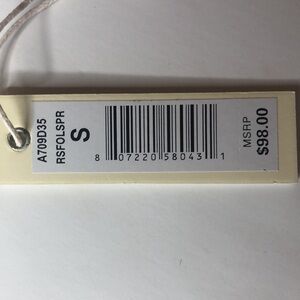 A709D35
RSFOLSPR
S
8 07220 58043 1
MSRP
$98.00